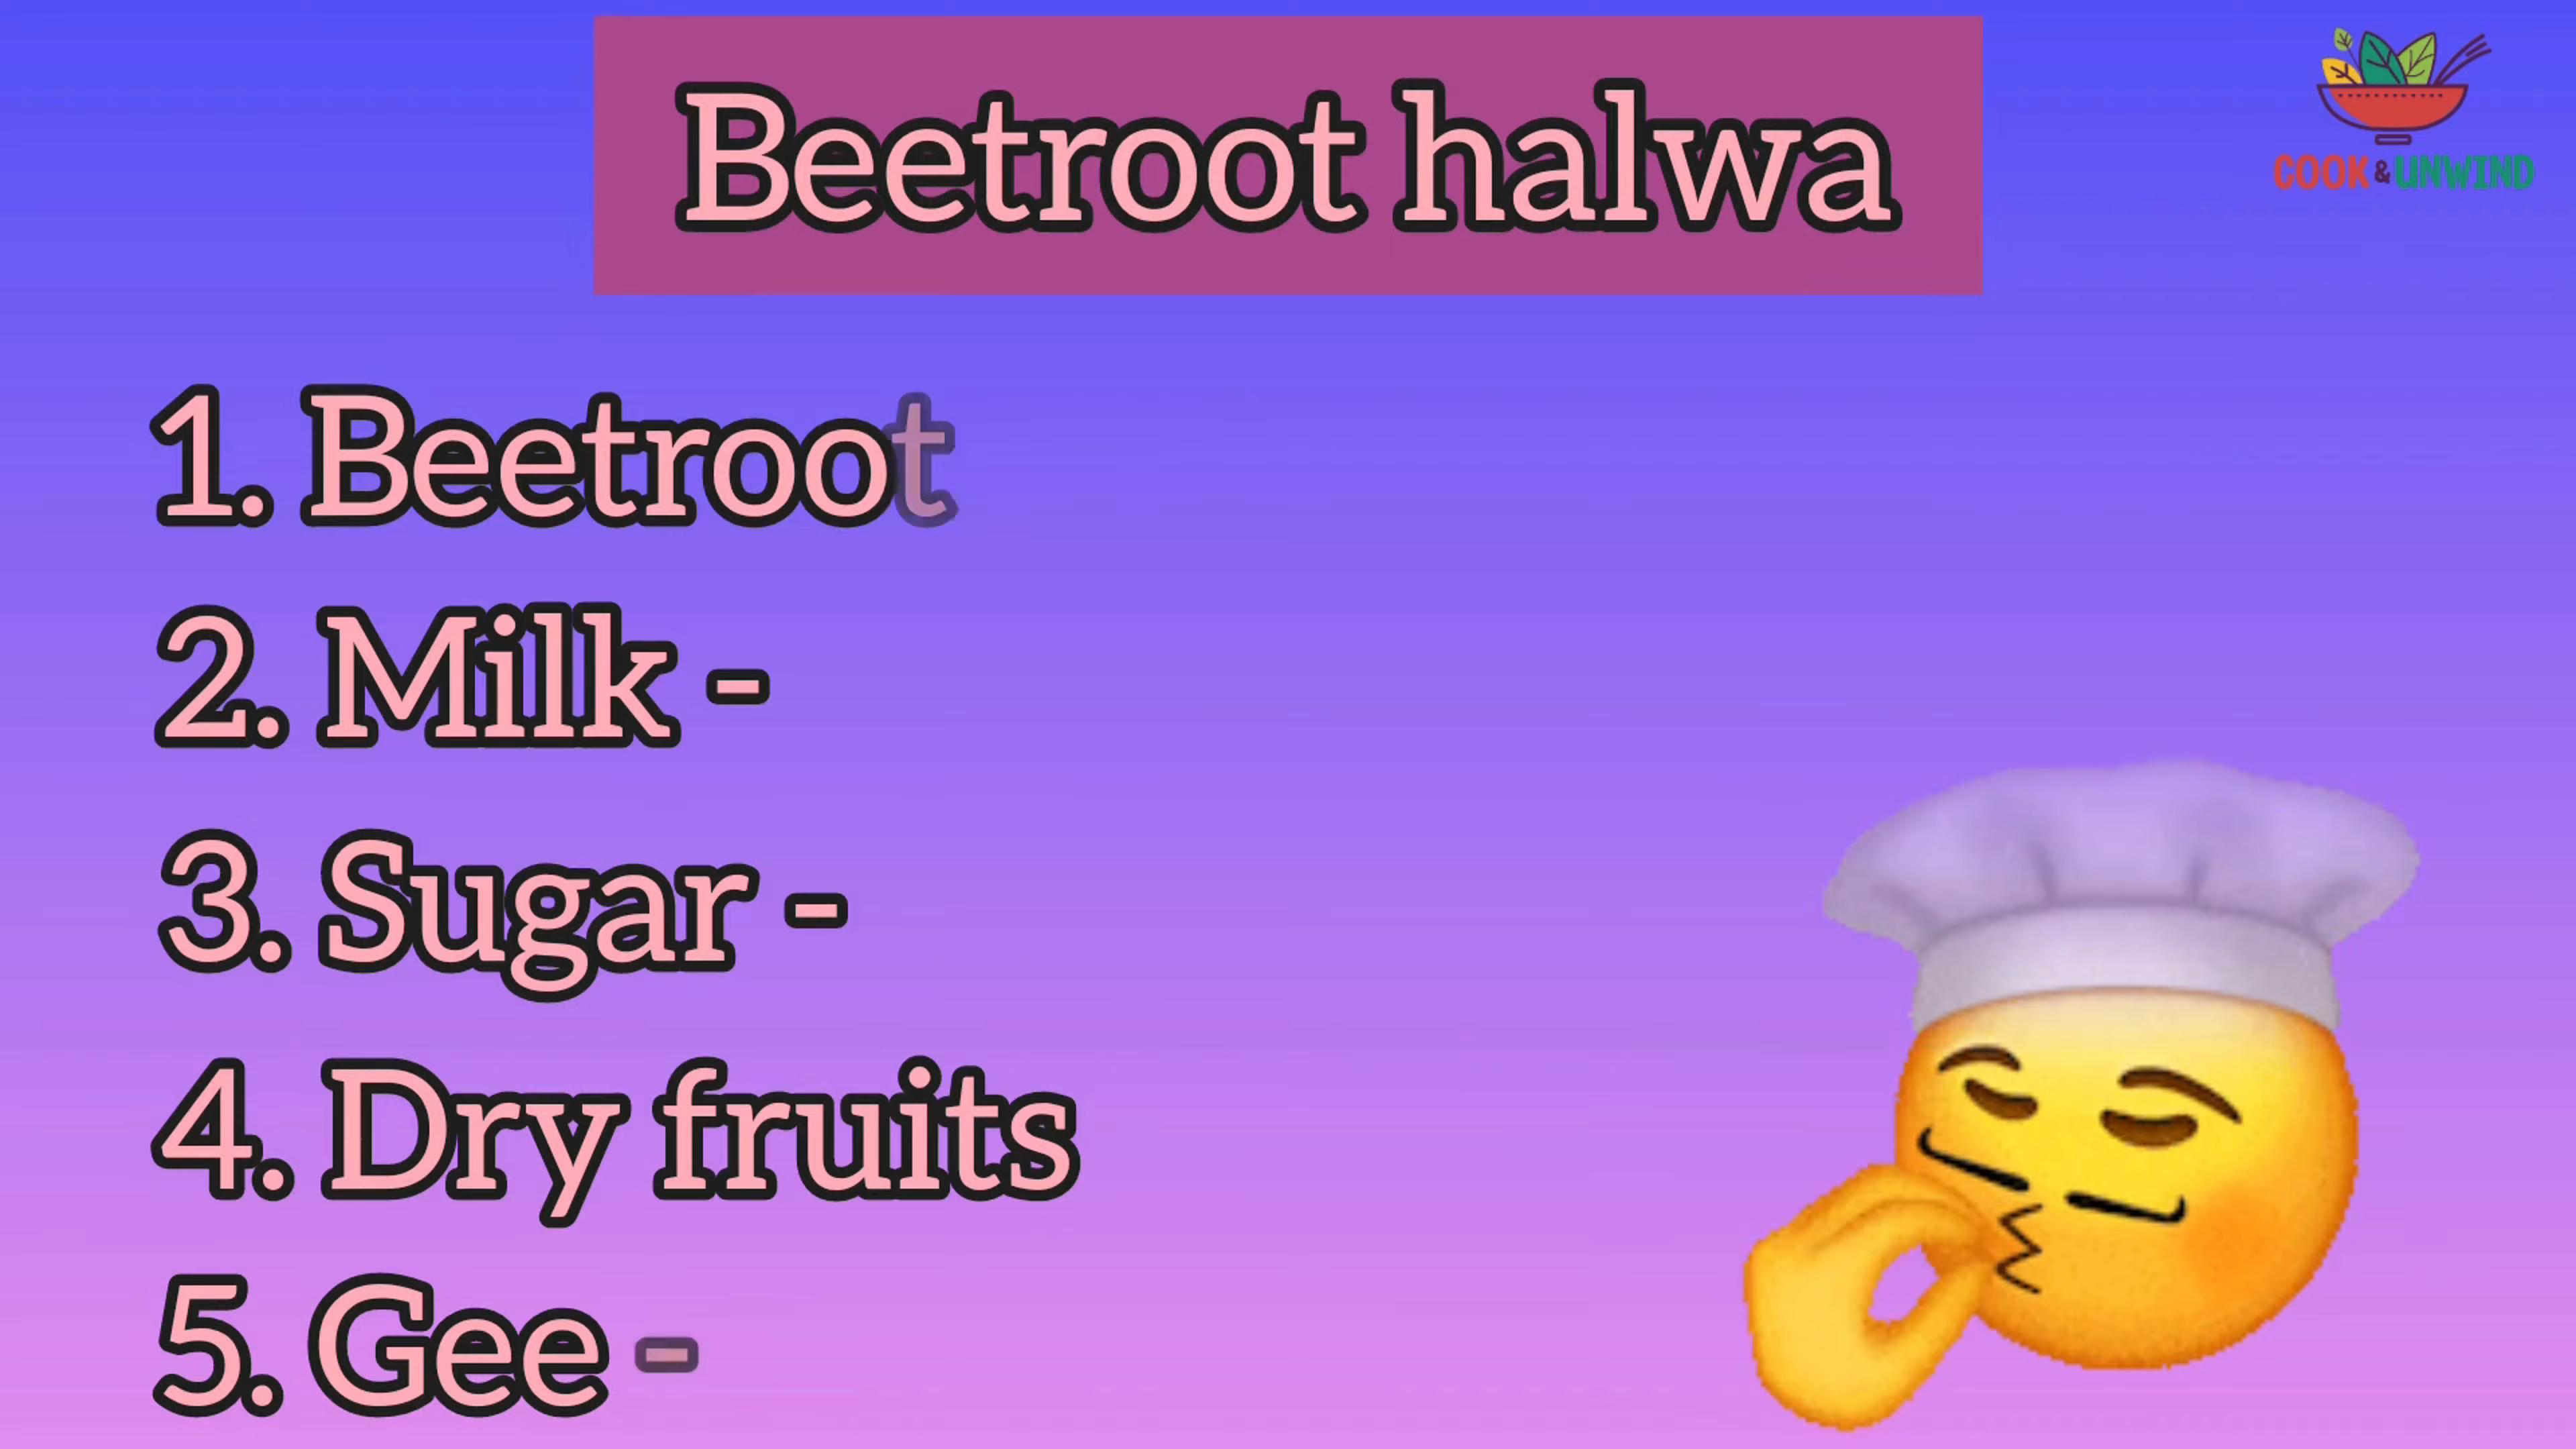 Beetroot halwa
COOK & UNWIND
1. Beetroot
2. Milk -
3. Sugar -
4. Dry fruits
5. Gee -